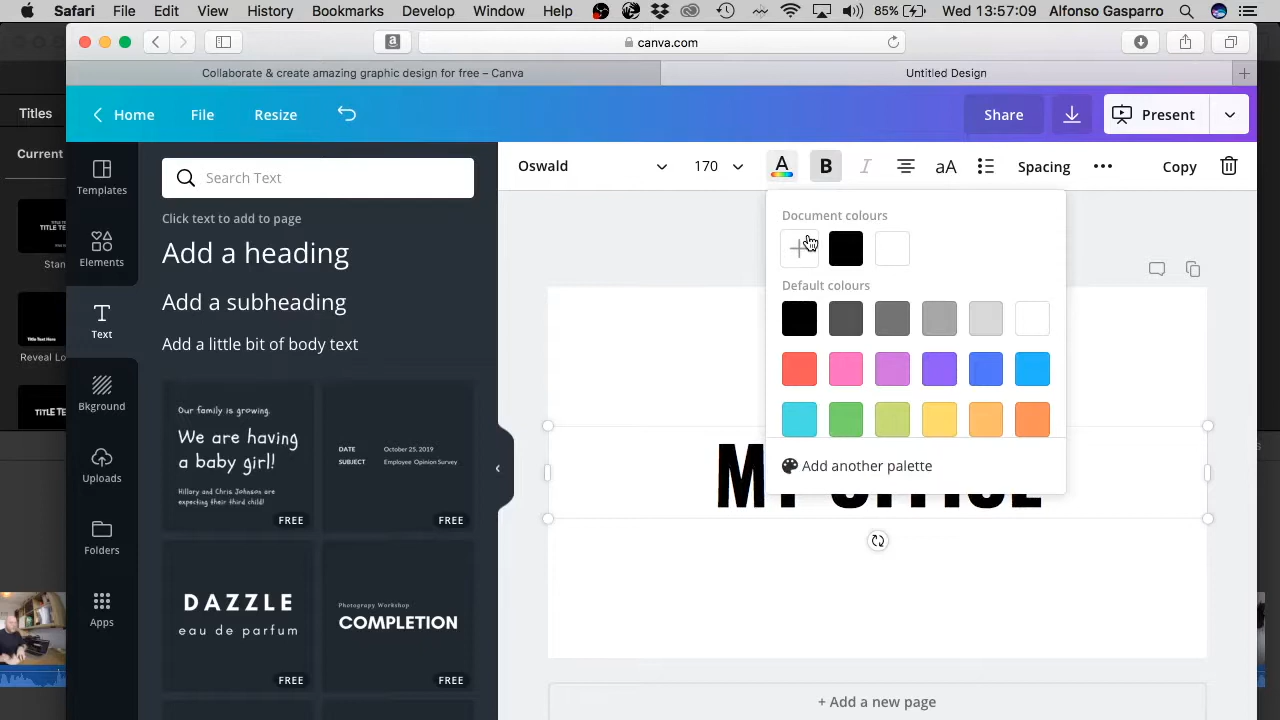 Safari File Edit View History Bookmarks Develop Window Help 85% Wed 13:57:09 Alfonso Gasparro
canva.com
Collaborate & create amazing graphic design for free – Canva
Untitled Design
Home File Resize Share Present
Titles
Current
Oswald 170 A B I aA Spacing ••• Copy
Templates
Elements
Text
Bkground
Uploads
Folders
Apps
Search Text
Click text to add to page
Add a heading
Add a subheading
Add a little bit of body text
Our family is growing.
We are having
a baby girl!
Hillary and Chris Johnson are
expecting their third child!
FREE
DATE October 25, 2019
SUBJECT Employee Opinion Survey
FREE
DAZZLE
eau de parfum
FREE
Photograpy Workshop
COMPLETION
FREE
Document colours
Default colours
Add another palette
MY OFFICE
+ Add a new page